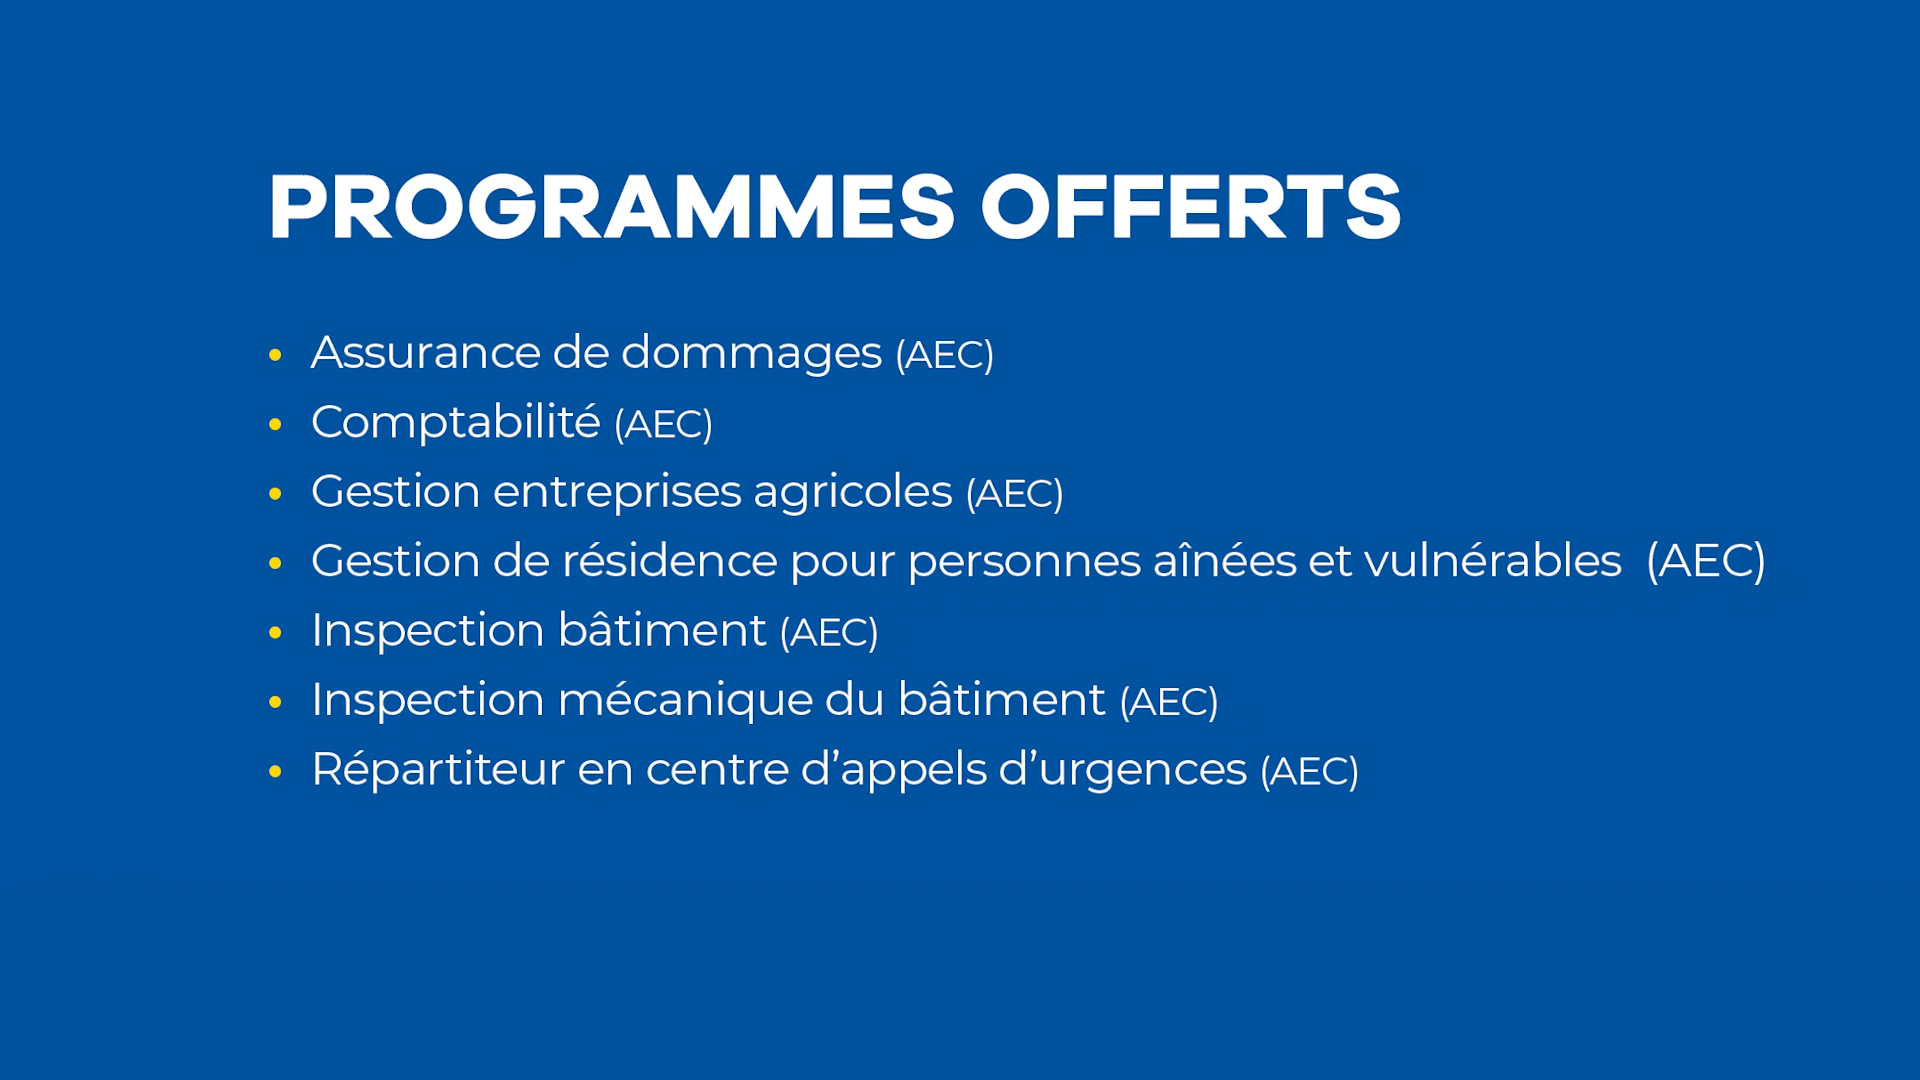 PROGRAMMES OFFERTS
• Assurance de dommages (AEC)
• Comptabilité (AEC)
• Gestion entreprises agricoles (AEC)
• Gestion de résidence pour personnes aînées et vulnérables (AEC)
• Inspection bâtiment (AEC)
• Inspection mécanique du bâtiment (AEC)
• Répartiteur en centre d’appels d’urgences (AEC)